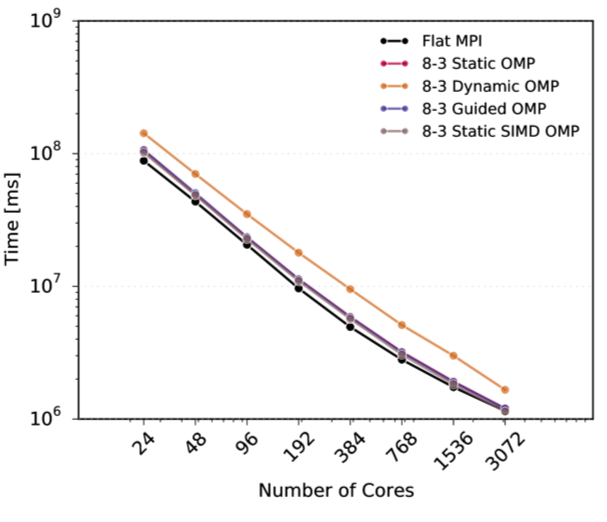 10⁹
Flat MPI
8-3 Static OMP
8-3 Dynamic OMP
8-3 Guided OMP
8-3 Static SIMD OMP
10⁸
Time [ms]
10⁷
10⁶
24 48 96 192 384 768 1536 3072
Number of Cores